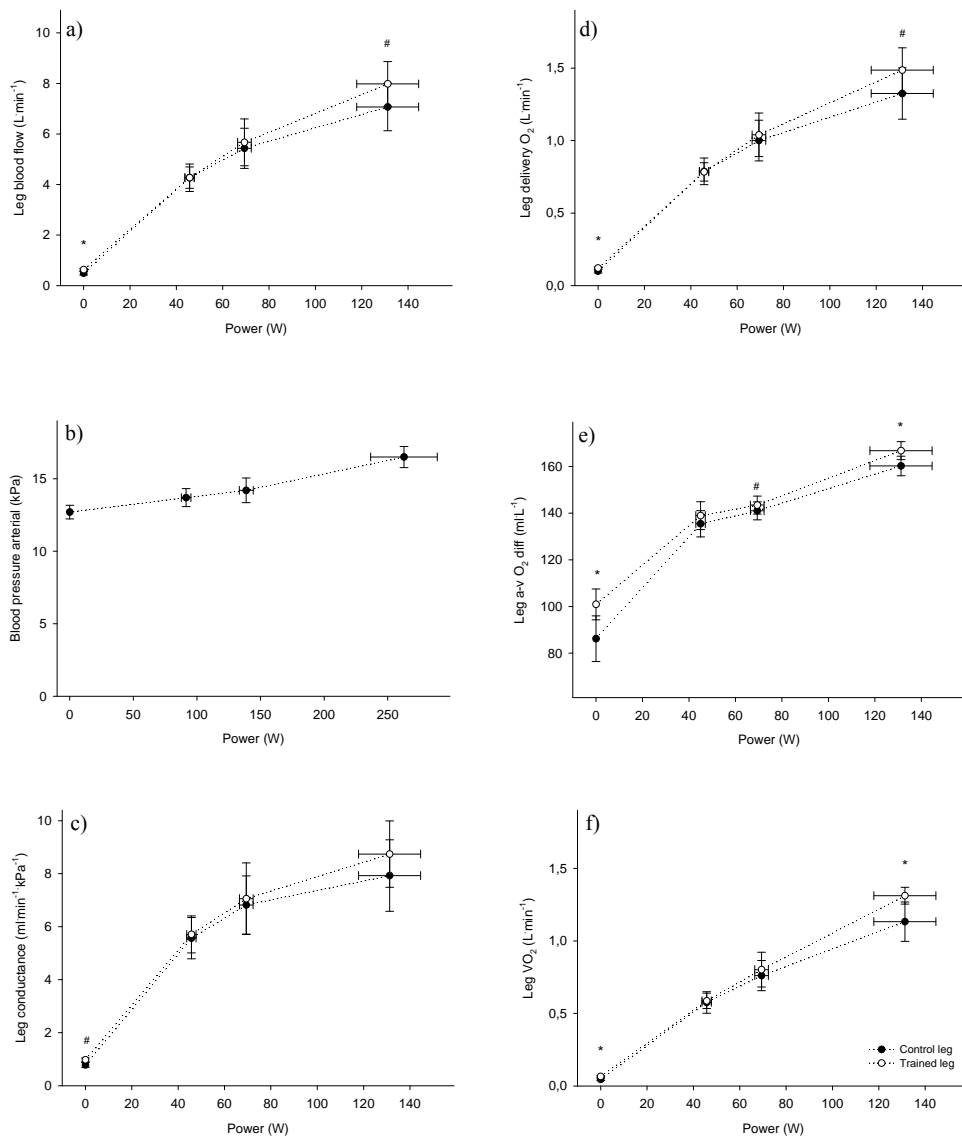 a)
#
*
Leg blood flow (L·min⁻¹)
10
8
6
4
2
0
0 20 40 60 80 100 120 140
Power (W)
d)
#
*
Leg delivery O₂ (L·min⁻¹)
1,5
1,0
0,5
0,0
0 20 40 60 80 100 120 140
Power (W)
b)
Blood pressure arterial (kPa)
15
10
5
0
0 50 100 150 200 250
Power (W)
e)
*
#
*
Leg a-v O₂ diff (ml·L⁻¹)
160
140
120
100
80
0 20 40 60 80 100 120 140
Power (W)
c)
#
Leg conductance (ml·min⁻¹·kPa⁻¹)
10
8
6
4
2
0
0 20 40 60 80 100 120 140
Power (W)
f)
*
*
Leg VO₂ (L·min⁻¹)
1,5
1,0
0,5
0,0
Control leg
Trained leg
0 20 40 60 80 100 120 140
Power (W)